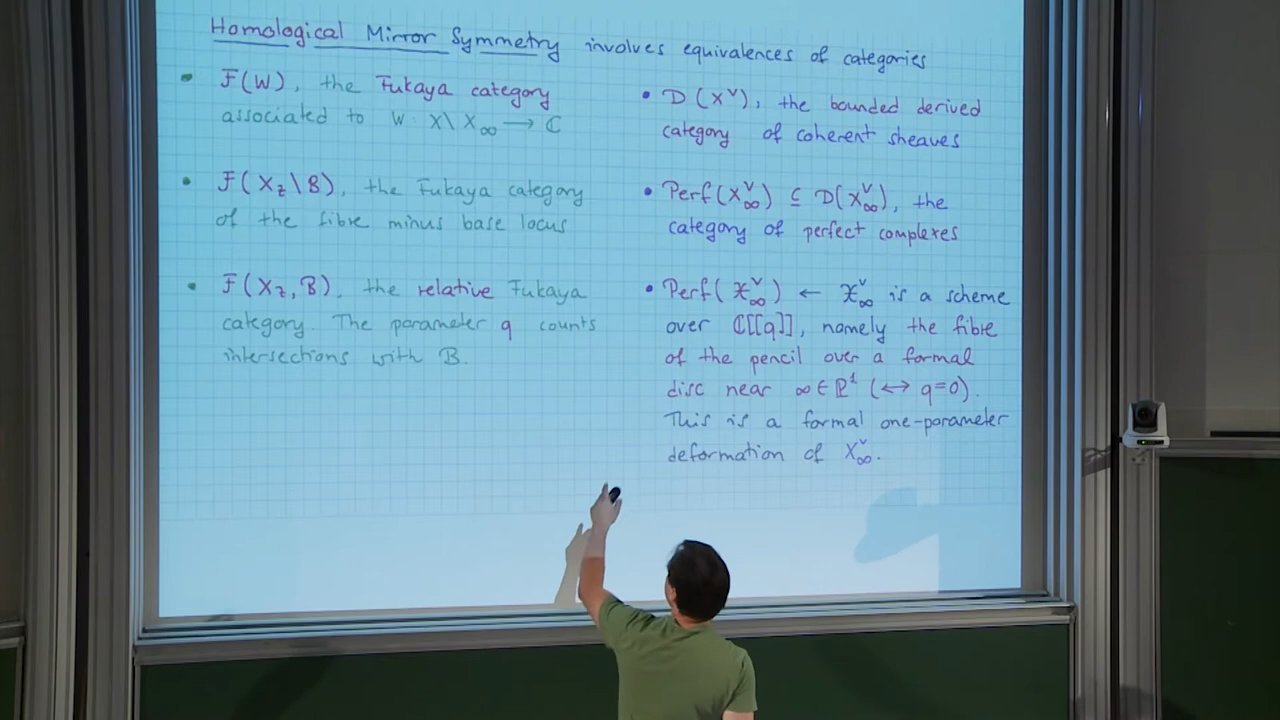 Homological Mirror Symmetry involves equivalences of categories
• F(W), the Fukaya category
associated to W: X\X∞ → ℂ
• F(X_z\B), the Fukaya category
of the fibre minus base locus
• F(X_z, B), the relative Fukaya
category. The parameter q counts
intersections with B.
• D(X^∨), the bounded derived
category of coherent sheaves
• Perf(X^∨_∞) ⊆ D(X^∨_∞), the
category of perfect complexes
• Perf(𝒳^∨_∞) ← 𝒳^∨_∞ is a scheme
over ℂ[[q]], namely the fibre
of the pencil over a formal
disc near ∞∈ℙ^1 (↔ q=0).
This is a formal one-parameter
deformation of X^∨_∞.